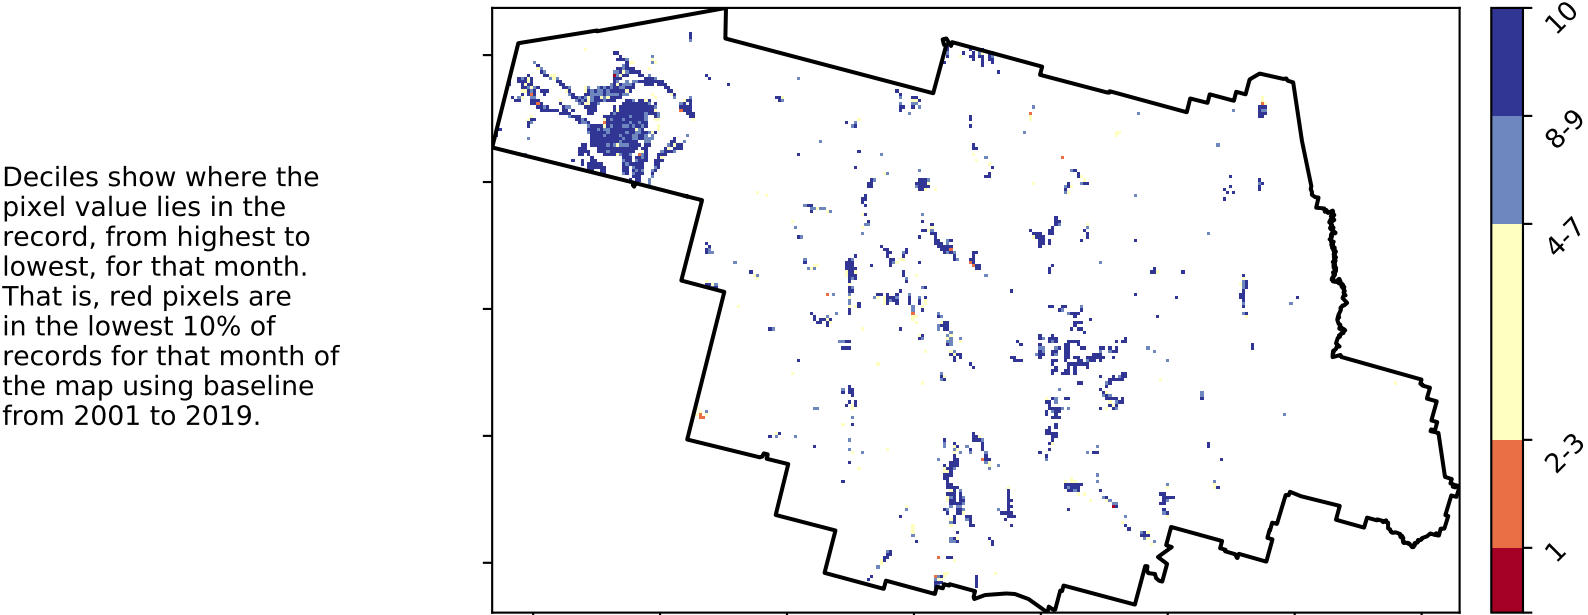 Deciles show where the
pixel value lies in the
record, from highest to
lowest, for that month.
That is, red pixels are
in the lowest 10% of
records for that month of
the map using baseline
from 2001 to 2019.
10
8-9
4-7
2-3
1